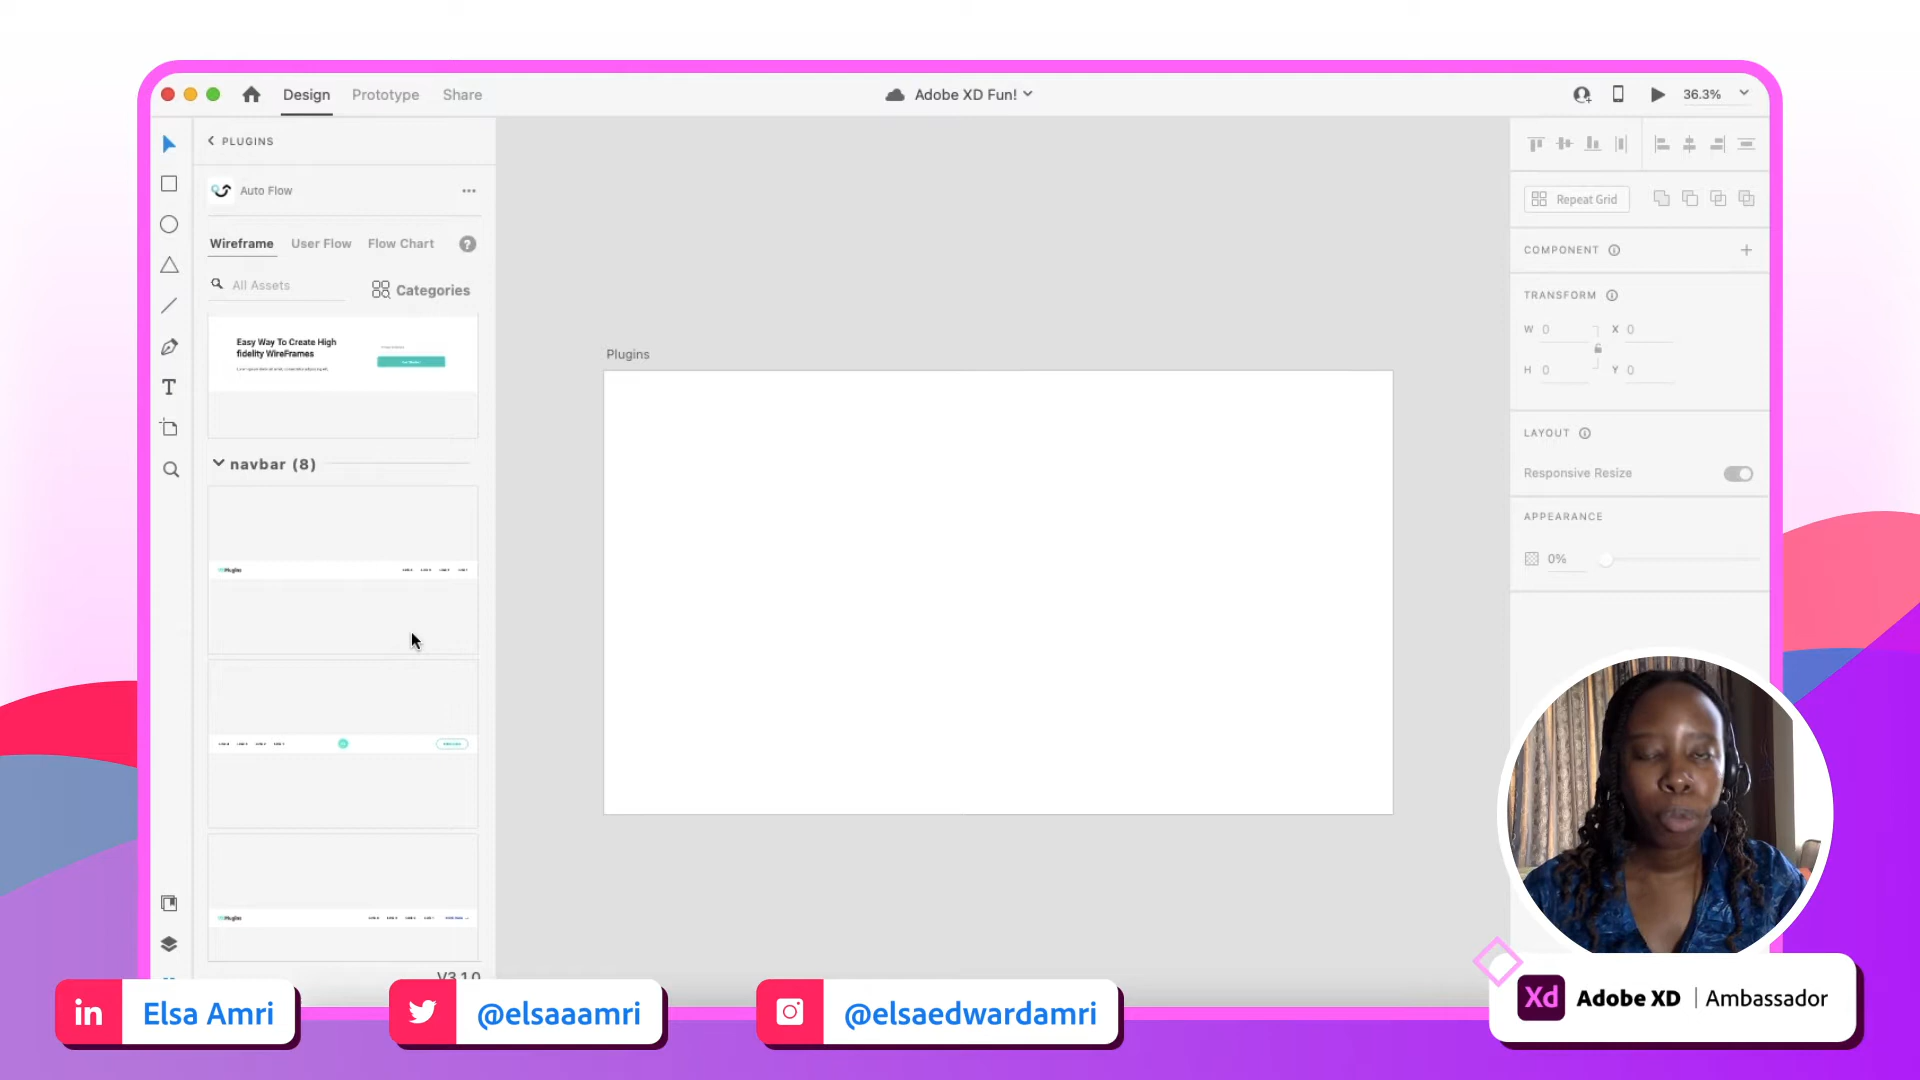 Design
Prototype
Share
Adobe XD Fun!
36.3%
PLUGINS
Auto Flow
Wireframe
User Flow
Flow Chart
?
All Assets
Categories
Easy Way To Create High
fidelity WireFrames
navbar (8)
V3.1.0
Plugins
Repeat Grid
COMPONENT
TRANSFORM
W 0
X 0
H 0
Y 0
LAYOUT
Responsive Resize
APPEARANCE
0%
in
Elsa Amri
@elsaaamri
@elsaedwardamri
Xd
Adobe XD | Ambassador